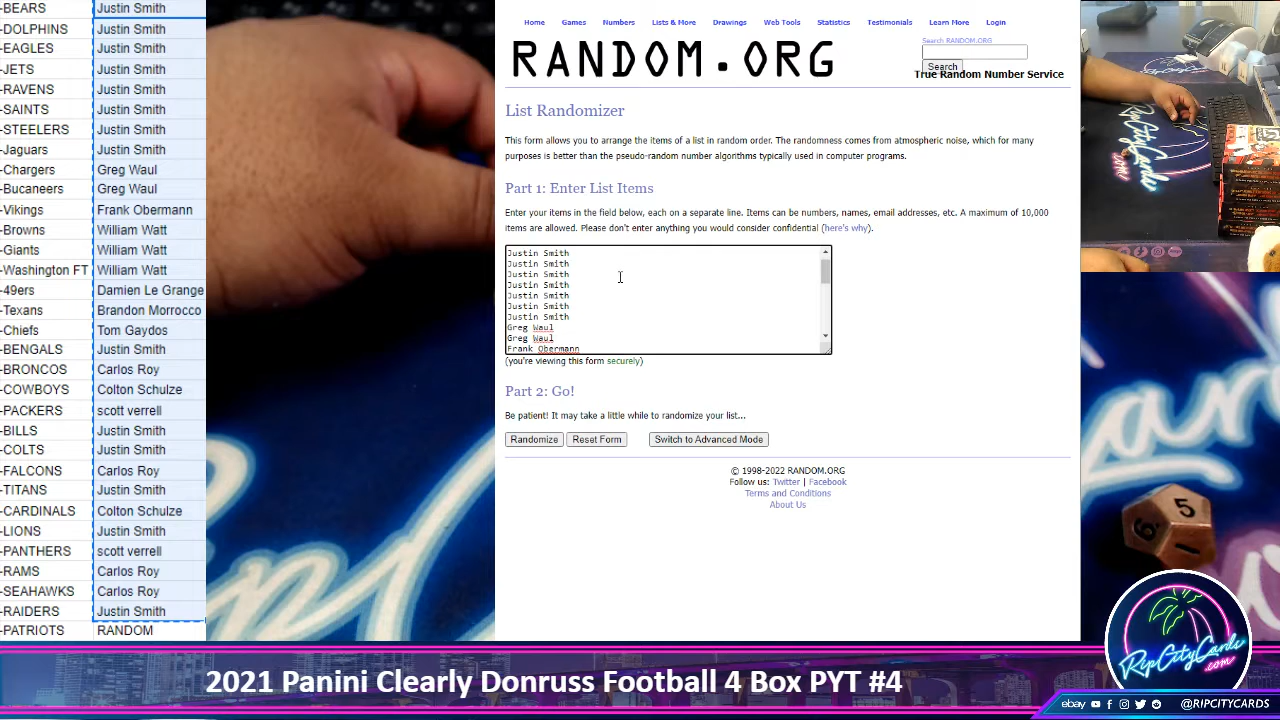 -BEARS Justin Smith
-DOLPHINS Justin Smith
-EAGLES Justin Smith
-JETS Justin Smith
-RAVENS Justin Smith
-SAINTS Justin Smith
-STEELERS Justin Smith
-Jaguars Justin Smith
-Chargers Greg Waul
-Bucaneers Greg Waul
-Vikings Frank Obermann
-Browns William Watt
-Giants William Watt
-Washington FT William Watt
-49ers Damien Le Grange
-Texans Brandon Morrocco
-Chiefs Tom Gaydos
-BENGALS Justin Smith
-BRONCOS Carlos Roy
-COWBOYS Colton Schulze
-PACKERS scott verrell
-BILLS Justin Smith
-COLTS Justin Smith
-FALCONS Carlos Roy
-TITANS Justin Smith
-CARDINALS Colton Schulze
-LIONS Justin Smith
-PANTHERS scott verrell
-RAMS Carlos Roy
-SEAHAWKS Carlos Roy
-RAIDERS Justin Smith
-PATRIOTS RANDOM
Home Games Numbers Lists & More Drawings Web Tools Statistics Testimonials Learn More Login
RANDOM.ORG
Search RANDOM.ORG
Search
True Random Number Service
List Randomizer
This form allows you to arrange the items of a list in random order. The randomness comes from atmospheric noise, which for many
purposes is better than the pseudo-random number algorithms typically used in computer programs.
Part 1: Enter List Items
Enter your items in the field below, each on a separate line. Items can be numbers, names, email addresses, etc. A maximum of 10,000
items are allowed. Please don't enter anything you would consider confidential (here's why).
Justin Smith
Justin Smith
Justin Smith
Justin Smith
Justin Smith
Justin Smith
Justin Smith
Greg Waul
Greg Waul
Frank Obermann
(you're viewing this form securely)
Part 2: Go!
Be patient! It may take a little while to randomize your list...
Randomize Reset Form Switch to Advanced Mode
© 1998-2022 RANDOM.ORG
Follow us: Twitter | Facebook
Terms and Conditions
About Us
5
6
RipCityCards
.com
2021 Panini Clearly Donruss Football 4 Box PYT #4
ebay @RIPCITYCARDS